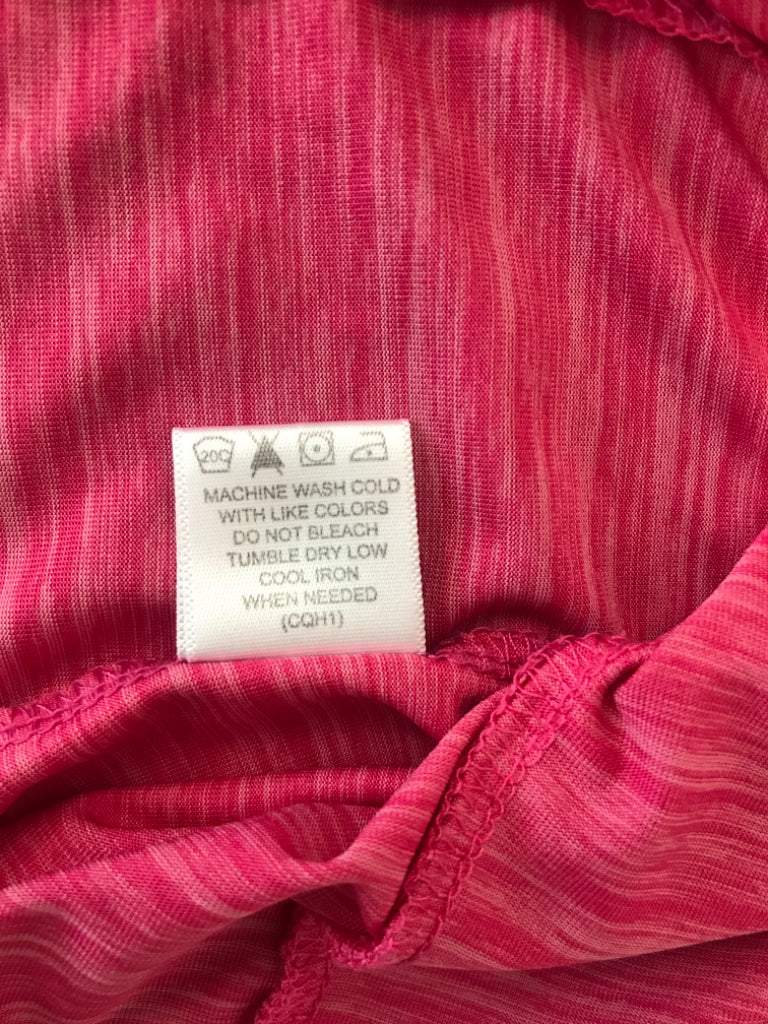 20C
MACHINE WASH COLD
WITH LIKE COLORS
DO NOT BLEACH
TUMBLE DRY LOW
COOL IRON
WHEN NEEDED
(CQH1)